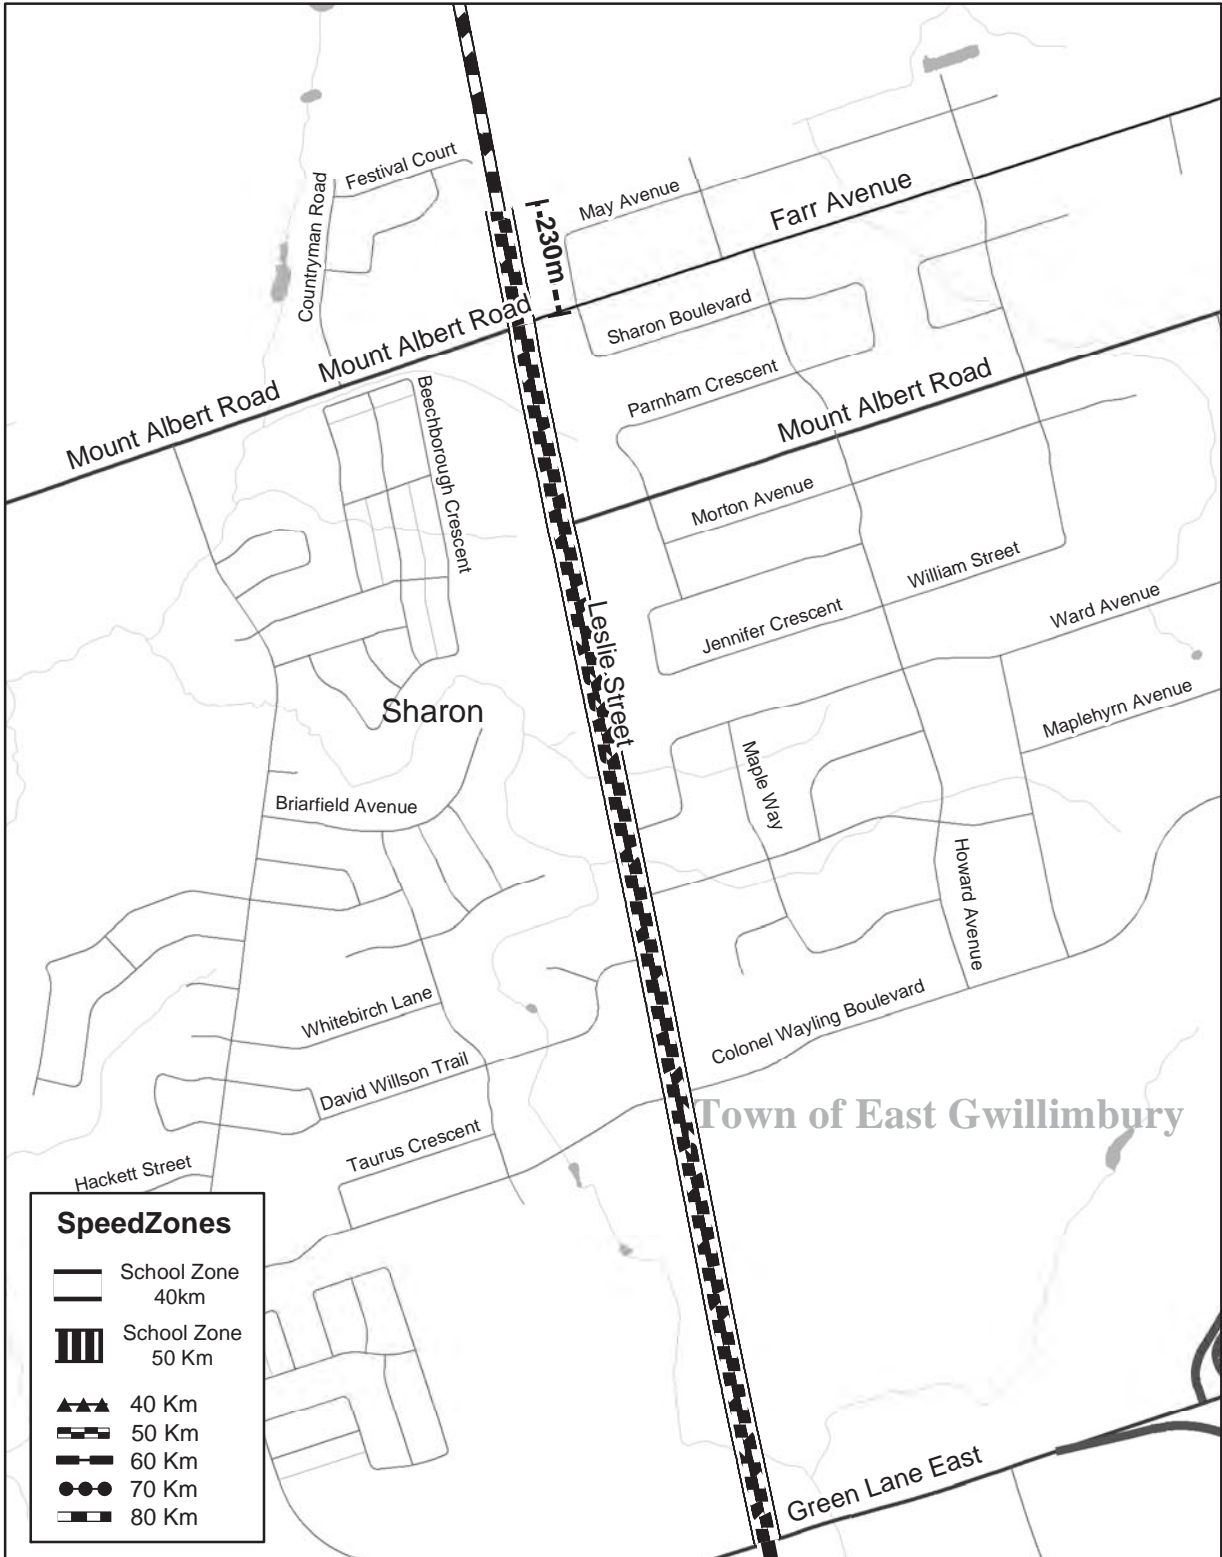 Festival Court
Countryman Road
230m
May Avenue
Farr Avenue
Sharon Boulevard
Mount Albert Road
Mount Albert Road
Beechborough Crescent
Parnham Crescent
Mount Albert Road
Morton Avenue
William Street
Jennifer Crescent
Ward Avenue
Leslie Street
Sharon
Maplehyrn Avenue
Maple Way
Briarfield Avenue
Howard Avenue
Whitebirch Lane
Colonel Wayling Boulevard
David Willson Trail
Town of East Gwillimbury
Taurus Crescent
Hackett Street
SpeedZones
School Zone
40km
School Zone
50 Km
40 Km
50 Km
60 Km
70 Km
80 Km
Green Lane East